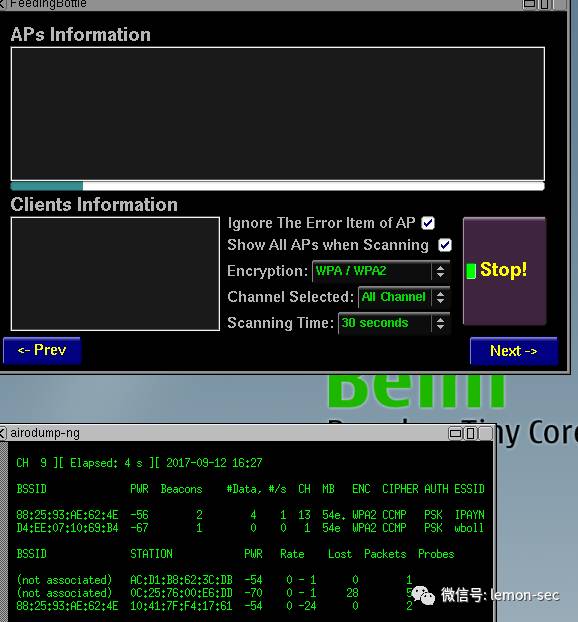 FeedingBottle
APs Information
Clients Information
Ignore The Error Item of AP
Show All APs when Scanning
Encryption: WPA / WPA2
Channel Selected: All Channel
Scanning Time: 30 seconds
Stop!
<- Prev
Next ->
Beini
Tiny Core
airodump-ng
CH 9 ][ Elapsed: 4 s ][ 2017-09-12 16:27
BSSID PWR Beacons #Data, #/s CH MB ENC CIPHER AUTH ESSID
88:25:93:AE:62:4E -56 2 4 1 13 54e. WPA2 CCMP PSK IPAYN
D4:EE:07:10:69:B4 -67 1 0 0 1 54e WPA2 CCMP PSK wboll
BSSID STATION PWR Rate Lost Packets Probes
(not associated) AC:D1:B8:62:3C:DB -54 0 - 1 0 1
(not associated) 0C:25:76:00:E6:DD -70 0 - 1 28 5
88:25:93:AE:62:4E 10:41:7F:F4:17:61 -54 0 -24 0 2
微信号: lemon-sec